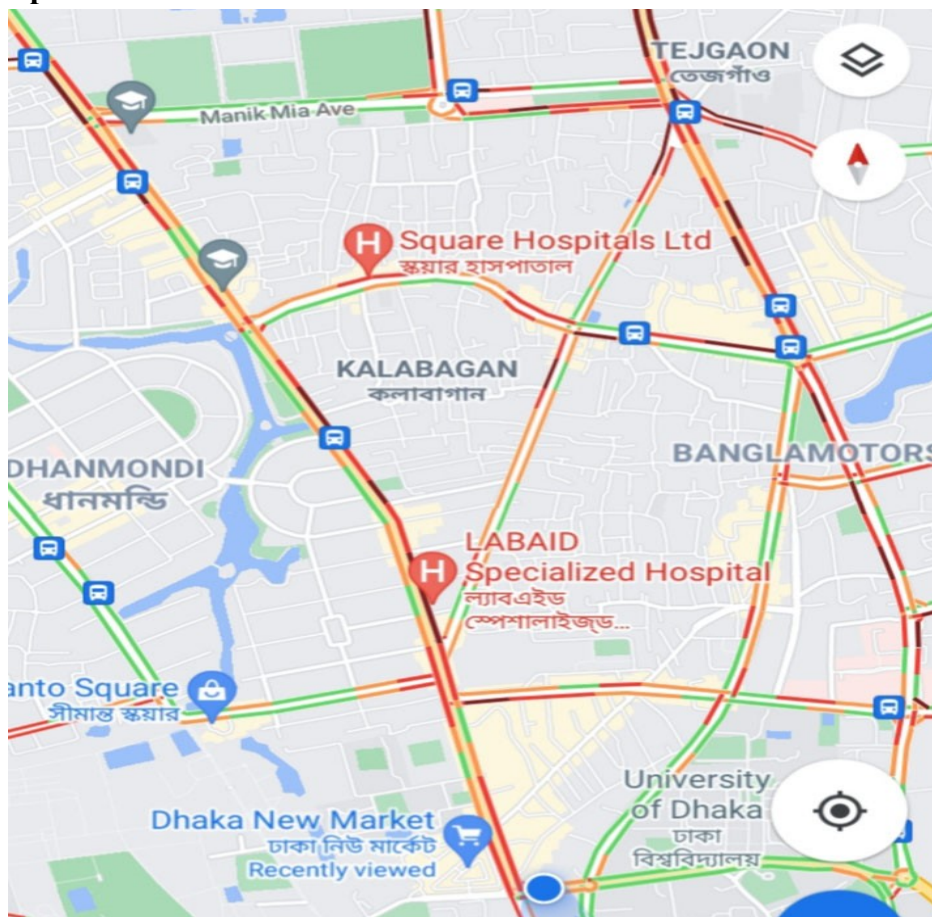 TEJGAON
তেজগাঁও
Manik Mia Ave
H
Square Hospitals Ltd
স্কয়ার হাসপাতাল
KALABAGAN
কলাবাগান
BANGLAMOTORS
DHANMONDI
ধানমন্ডি
LABAID
H
Specialized Hospital
ল্যাবএইড
স্পেশালাইজ্‌ড...
anto Square
সীমান্ত স্কয়ার
University
of Dhaka
ঢাকা
বিশ্ববিদ্যালয়
Dhaka New Market
ঢাকা নিউ মার্কেট
Recently viewed